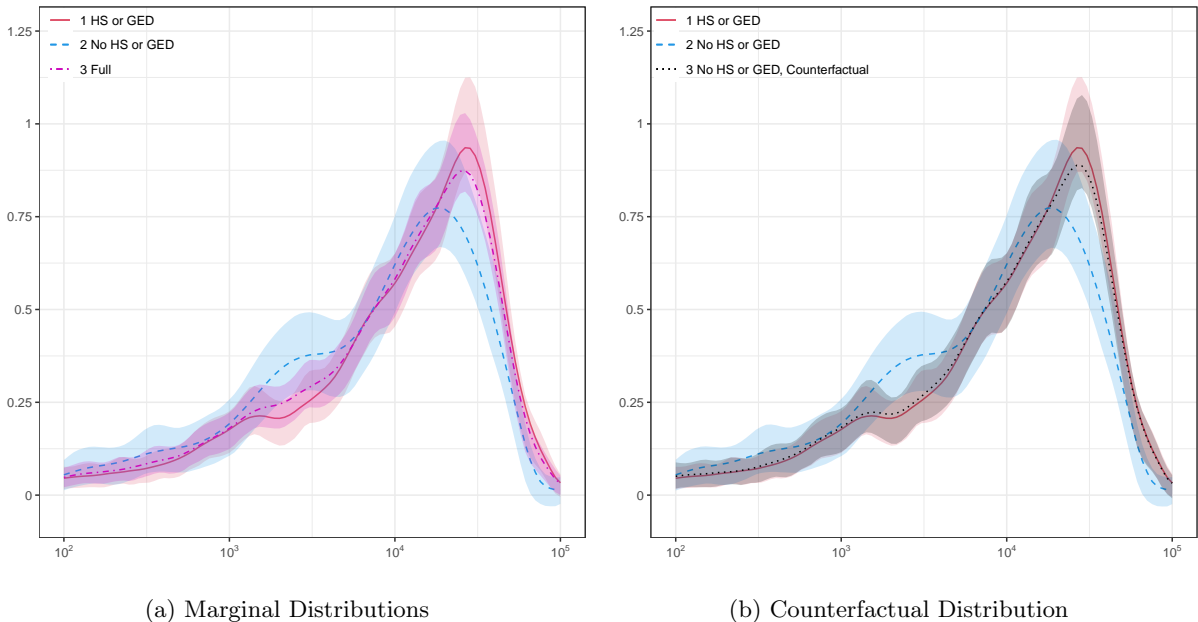 1 HS or GED
2 No HS or GED
3 Full
1.25
1
0.75
0.5
0.25
0
10²
10³
10⁴
10⁵
(a) Marginal Distributions
1 HS or GED
2 No HS or GED
3 No HS or GED, Counterfactual
1.25
1
0.75
0.5
0.25
0
10²
10³
10⁴
10⁵
(b) Counterfactual Distribution